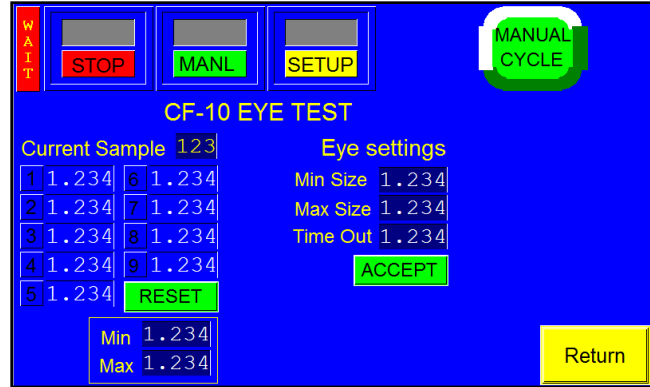 WAIT
STOP
MANL
SETUP
MANUAL
CYCLE
CF-10 EYE TEST
Current Sample 123
1 1.234 6 1.234
2 1.234 7 1.234
3 1.234 8 1.234
4 1.234 9 1.234
5 1.234 RESET
Min 1.234
Max 1.234
Eye settings
Min Size 1.234
Max Size 1.234
Time Out 1.234
ACCEPT
Return